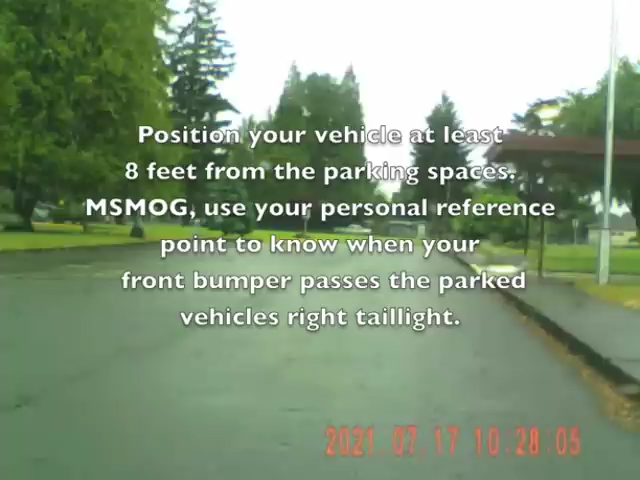 Position your vehicle at least
8 feet from the parking spaces.
MSMOG, use your personal reference
point to know when your
front bumper passes the parked
vehicles right taillight.
2021.07.17 10:28:05